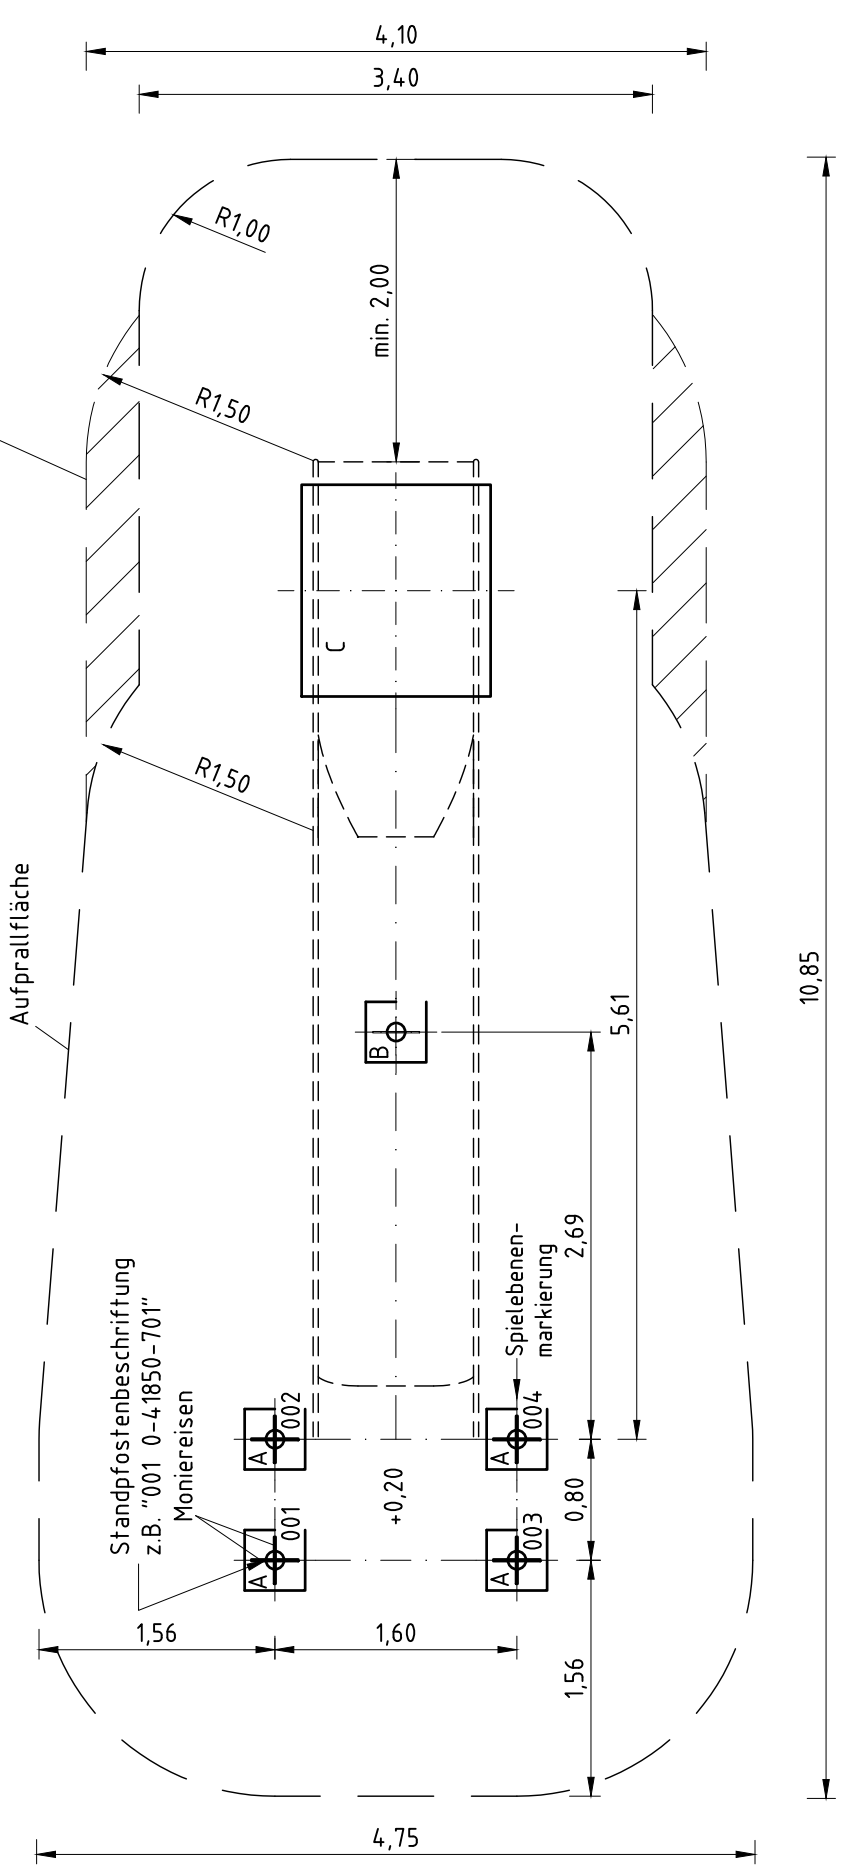 4,10
3,40
R1,00
min. 2,00
R1,50
C
R1,50
Aufprallfläche
10,85
5,61
B
2,69
Spielebenen-
markierung
Standpfostenbeschriftung
z.B. "001 0-41850-701"
Moniereisen
A
002
A
004
+0,20
0,80
A
001
A
003
1,56
1,60
1,56
4,75